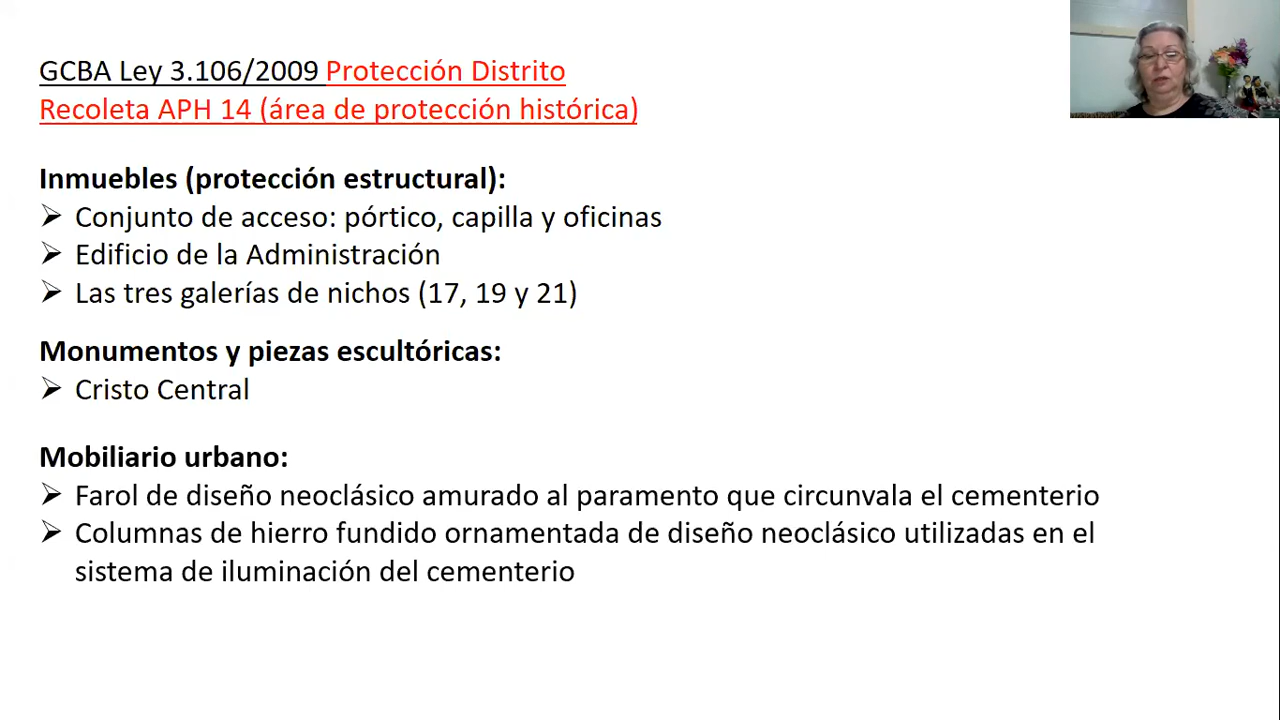 GCBA Ley 3.106/2009 Protección Distrito
Recoleta APH 14 (área de protección histórica)
Inmuebles (protección estructural):
➢ Conjunto de acceso: pórtico, capilla y oficinas
➢ Edificio de la Administración
➢ Las tres galerías de nichos (17, 19 y 21)
Monumentos y piezas escultóricas:
➢ Cristo Central
Mobiliario urbano:
➢ Farol de diseño neoclásico amurado al paramento que circunvala el cementerio
➢ Columnas de hierro fundido ornamentada de diseño neoclásico utilizadas en el
sistema de iluminación del cementerio